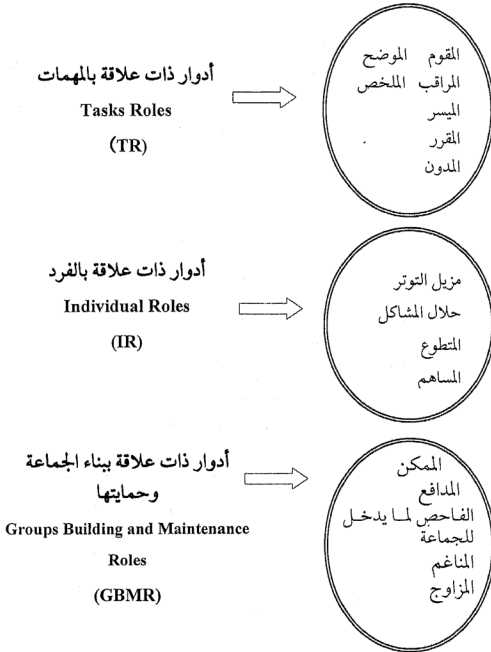 أدوار ذات علاقة بالمهمات
Tasks Roles
(TR)
المقوم الموضح
المراقب الملخص
الميسر
المقرر
المدون
أدوار ذات علاقة بالفرد
Individual Roles
(IR)
مزيل التوتر
حلال المشاكل
المتطوع
المساهم
أدوار ذات علاقة ببناء الجماعة
وحمايتها
Groups Building and Maintenance
Roles
(GBMR)
الممكن
المدافع
الفاحص لما يدخل
للجماعة
المناغم
المزاوج